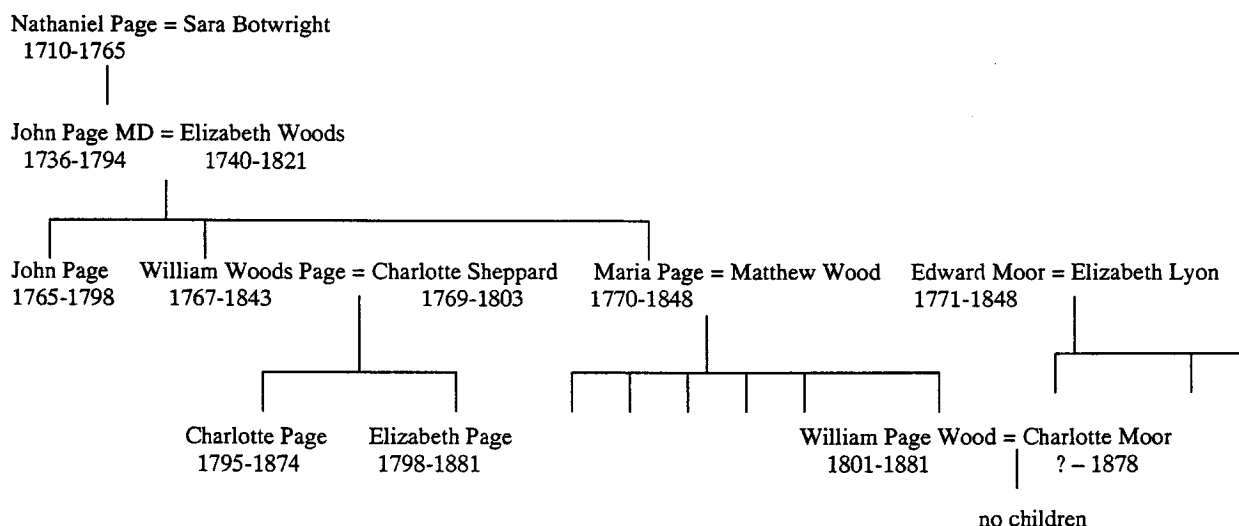 Nathaniel Page = Sara Botwright
1710-1765
John Page MD = Elizabeth Woods
1736-1794 1740-1821
John Page William Woods Page = Charlotte Sheppard Maria Page = Matthew Wood Edward Moor = Elizabeth Lyon
1765-1798 1767-1843 1769-1803 1770-1848 1771-1848
Charlotte Page Elizabeth Page William Page Wood = Charlotte Moor
1795-1874 1798-1881 1801-1881 ? – 1878
no children